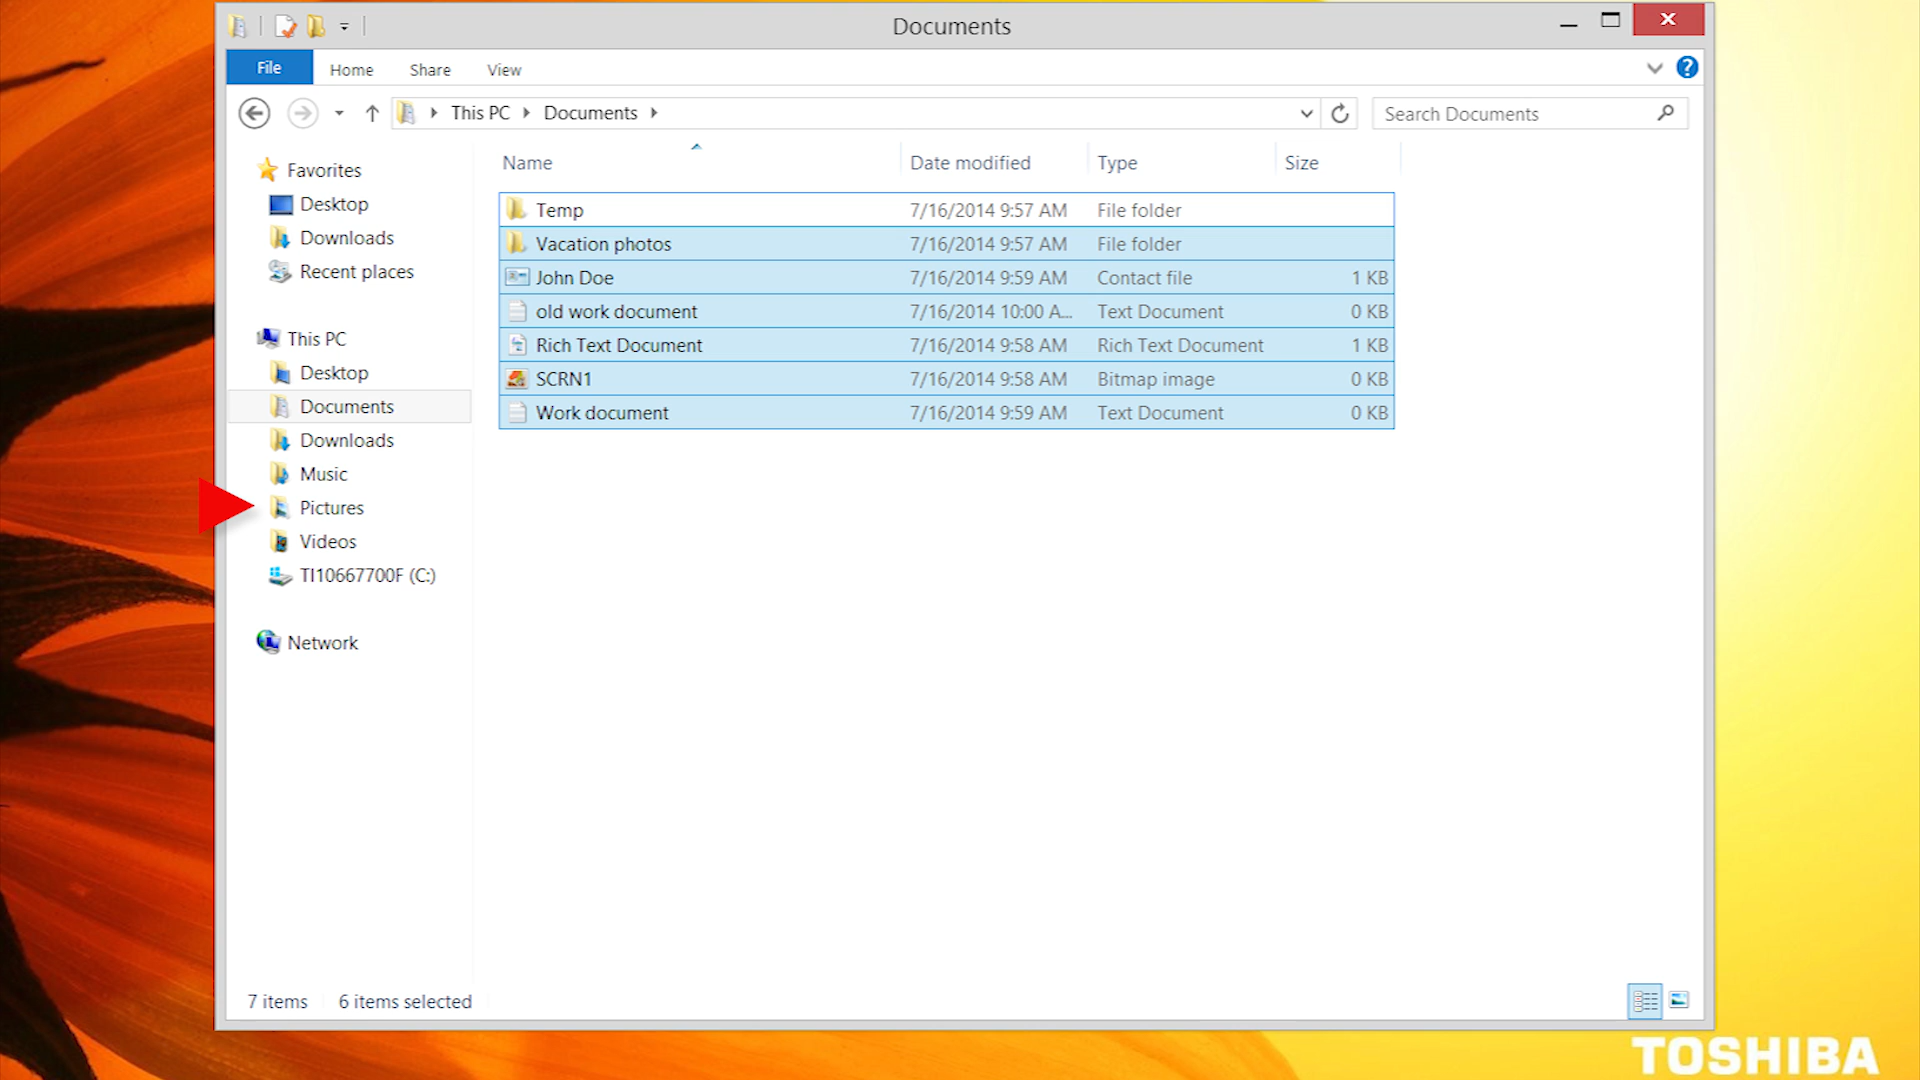 Documents
File Home Share View
This PC Documents Search Documents
Name Date modified Type Size
Favorites
Desktop
Downloads
Recent places
This PC
Desktop
Documents
Downloads
Music
Pictures
Videos
TI10667700F (C:)
Network
Temp 7/16/2014 9:57 AM File folder
Vacation photos 7/16/2014 9:57 AM File folder
John Doe 7/16/2014 9:59 AM Contact file 1 KB
old work document 7/16/2014 10:00 A... Text Document 0 KB
Rich Text Document 7/16/2014 9:58 AM Rich Text Document 1 KB
SCRN1 7/16/2014 9:58 AM Bitmap image 0 KB
Work document 7/16/2014 9:59 AM Text Document 0 KB
7 items 6 items selected
TOSHIBA